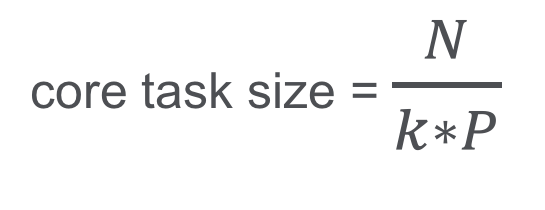 core task size = N
k*P